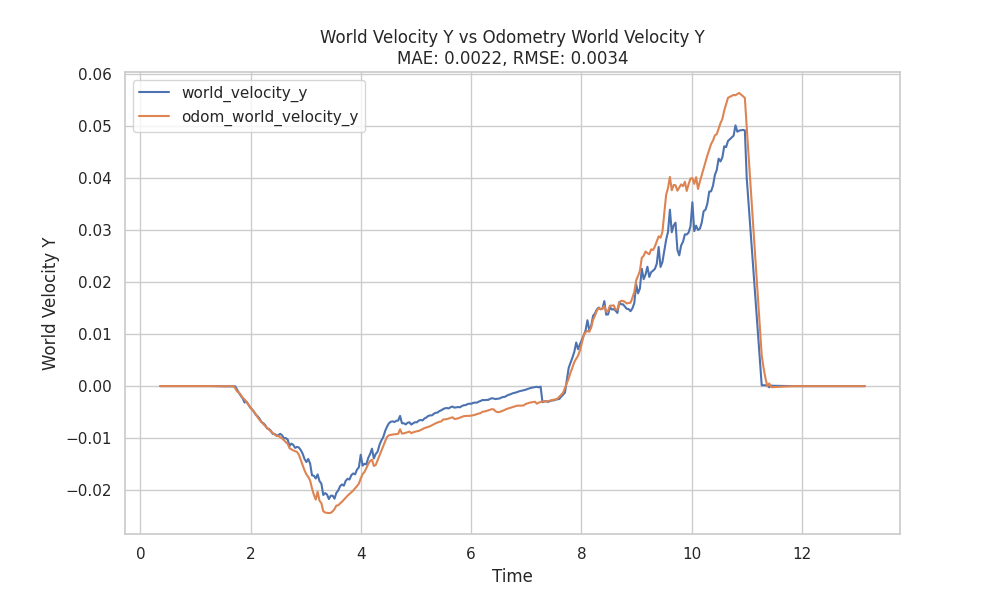 World Velocity Y vs Odometry World Velocity Y
MAE: 0.0022, RMSE: 0.0034
world_velocity_y
odom_world_velocity_y
0.06
0.05
0.04
0.03
0.02
0.01
0.00
−0.01
−0.02
World Velocity Y
0 2 4 6 8 10 12
Time